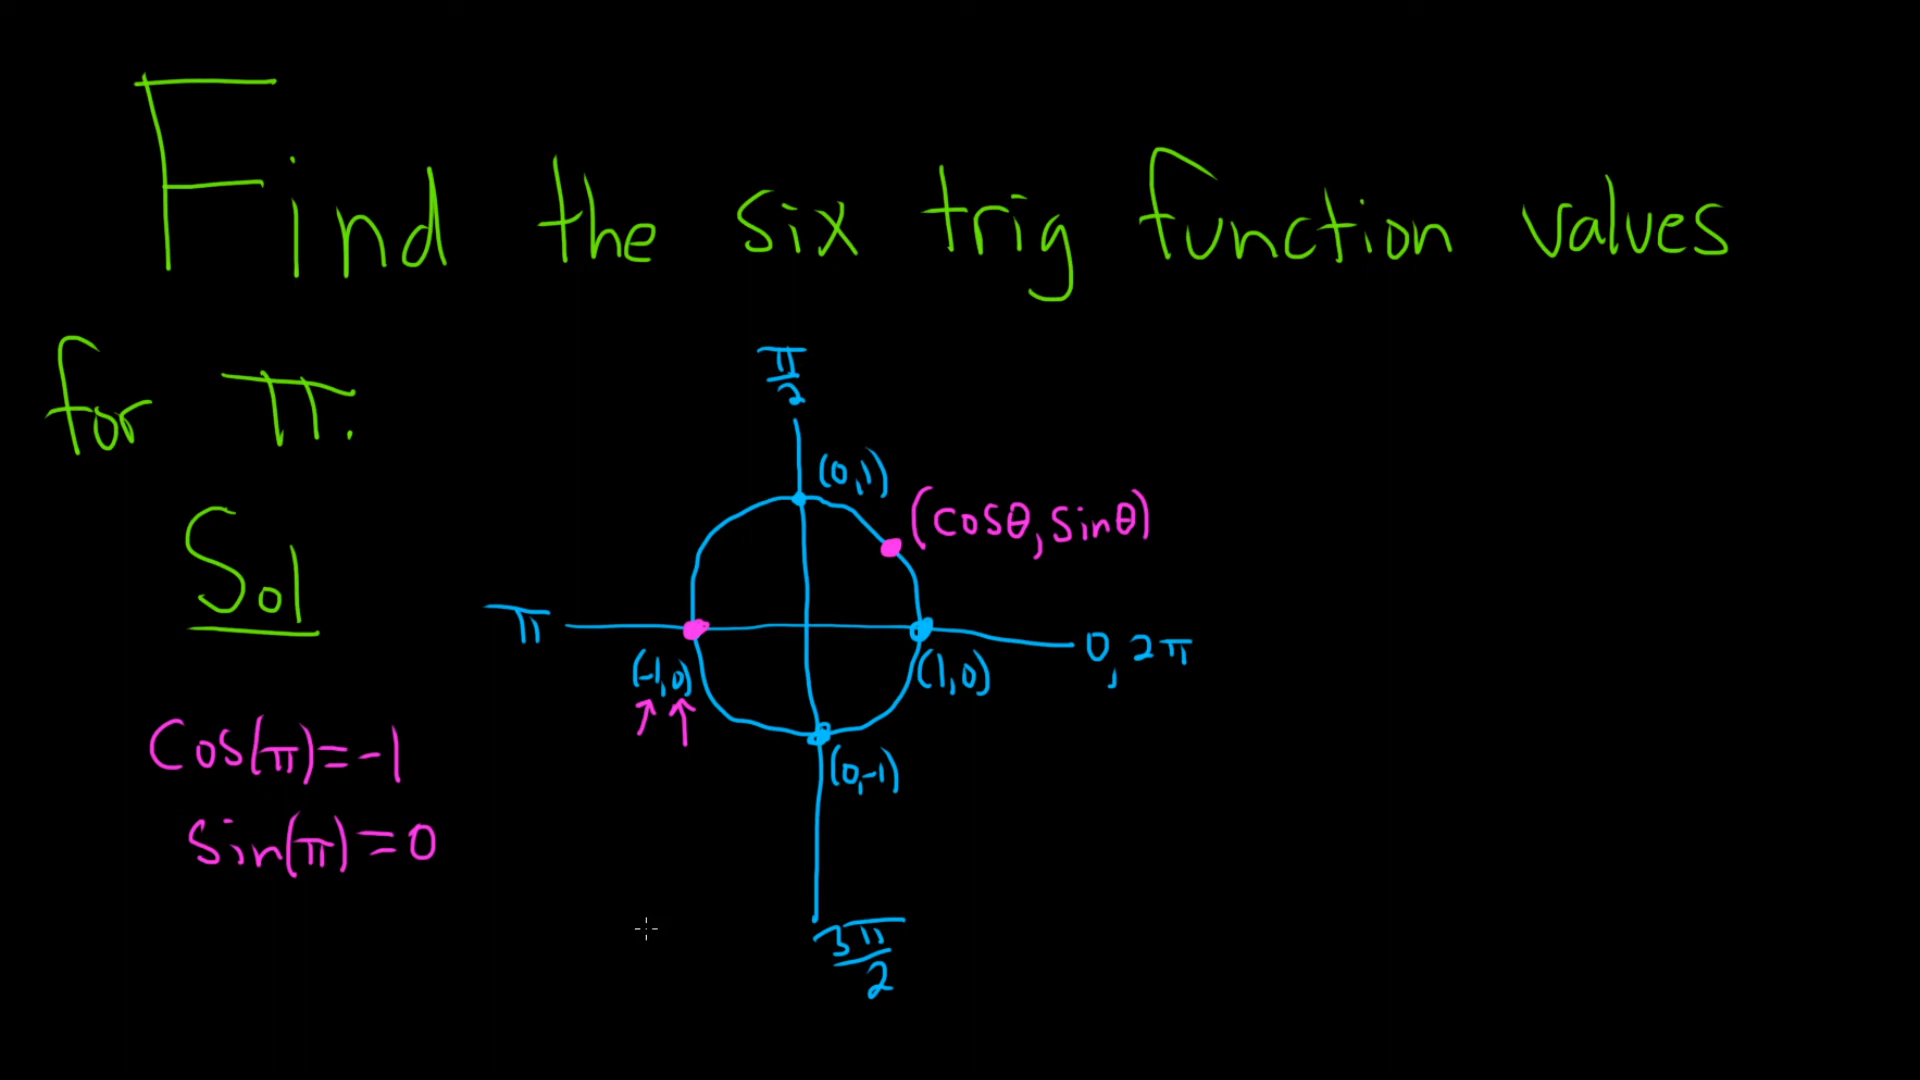 Find the six trig function values
for π.
Sol
π/2
(0,1)
(cosθ, sinθ)
π
0, 2π
(-1,0)
(1,0)
Cos(π)=-1
(0,-1)
Sin(π)=0
3π/2